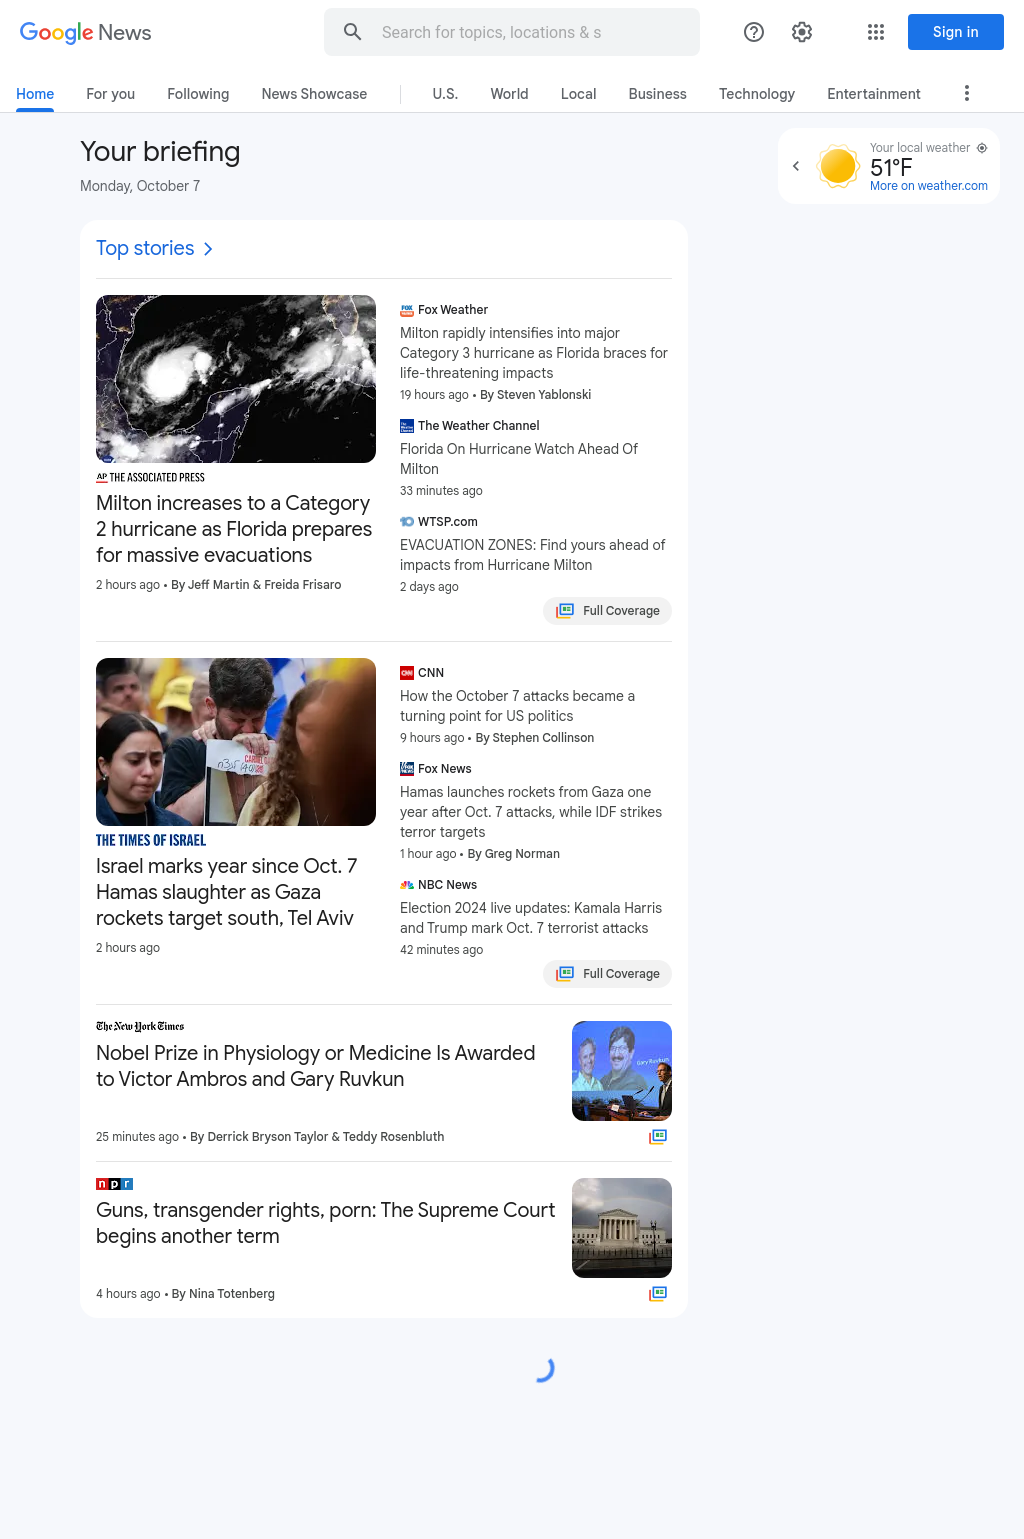 Google News
Search for topics, locations & s
Sign in
Home
For you
Following
News Showcase
U.S.
World
Local
Business
Technology
Entertainment
Your briefing
Monday, October 7
Your local weather
51°F
More on weather.com
Top stories
AP THE ASSOCIATED PRESS
Milton increases to a Category
2 hurricane as Florida prepares
for massive evacuations
2 hours ago • By Jeff Martin & Freida Frisaro
Fox Weather
Milton rapidly intensifies into major
Category 3 hurricane as Florida braces for
life-threatening impacts
19 hours ago • By Steven Yablonski
The Weather Channel
Florida On Hurricane Watch Ahead Of
Milton
33 minutes ago
WTSP.com
EVACUATION ZONES: Find yours ahead of
impacts from Hurricane Milton
2 days ago
Full Coverage
THE TIMES OF ISRAEL
Israel marks year since Oct. 7
Hamas slaughter as Gaza
rockets target south, Tel Aviv
2 hours ago
CNN
How the October 7 attacks became a
turning point for US politics
9 hours ago • By Stephen Collinson
Fox News
Hamas launches rockets from Gaza one
year after Oct. 7 attacks, while IDF strikes
terror targets
1 hour ago • By Greg Norman
NBC News
Election 2024 live updates: Kamala Harris
and Trump mark Oct. 7 terrorist attacks
42 minutes ago
Full Coverage
The New York Times
Nobel Prize in Physiology or Medicine Is Awarded
to Victor Ambros and Gary Ruvkun
25 minutes ago • By Derrick Bryson Taylor & Teddy Rosenbluth
Gary Ruvkun
npr
Guns, transgender rights, porn: The Supreme Court
begins another term
4 hours ago • By Nina Totenberg